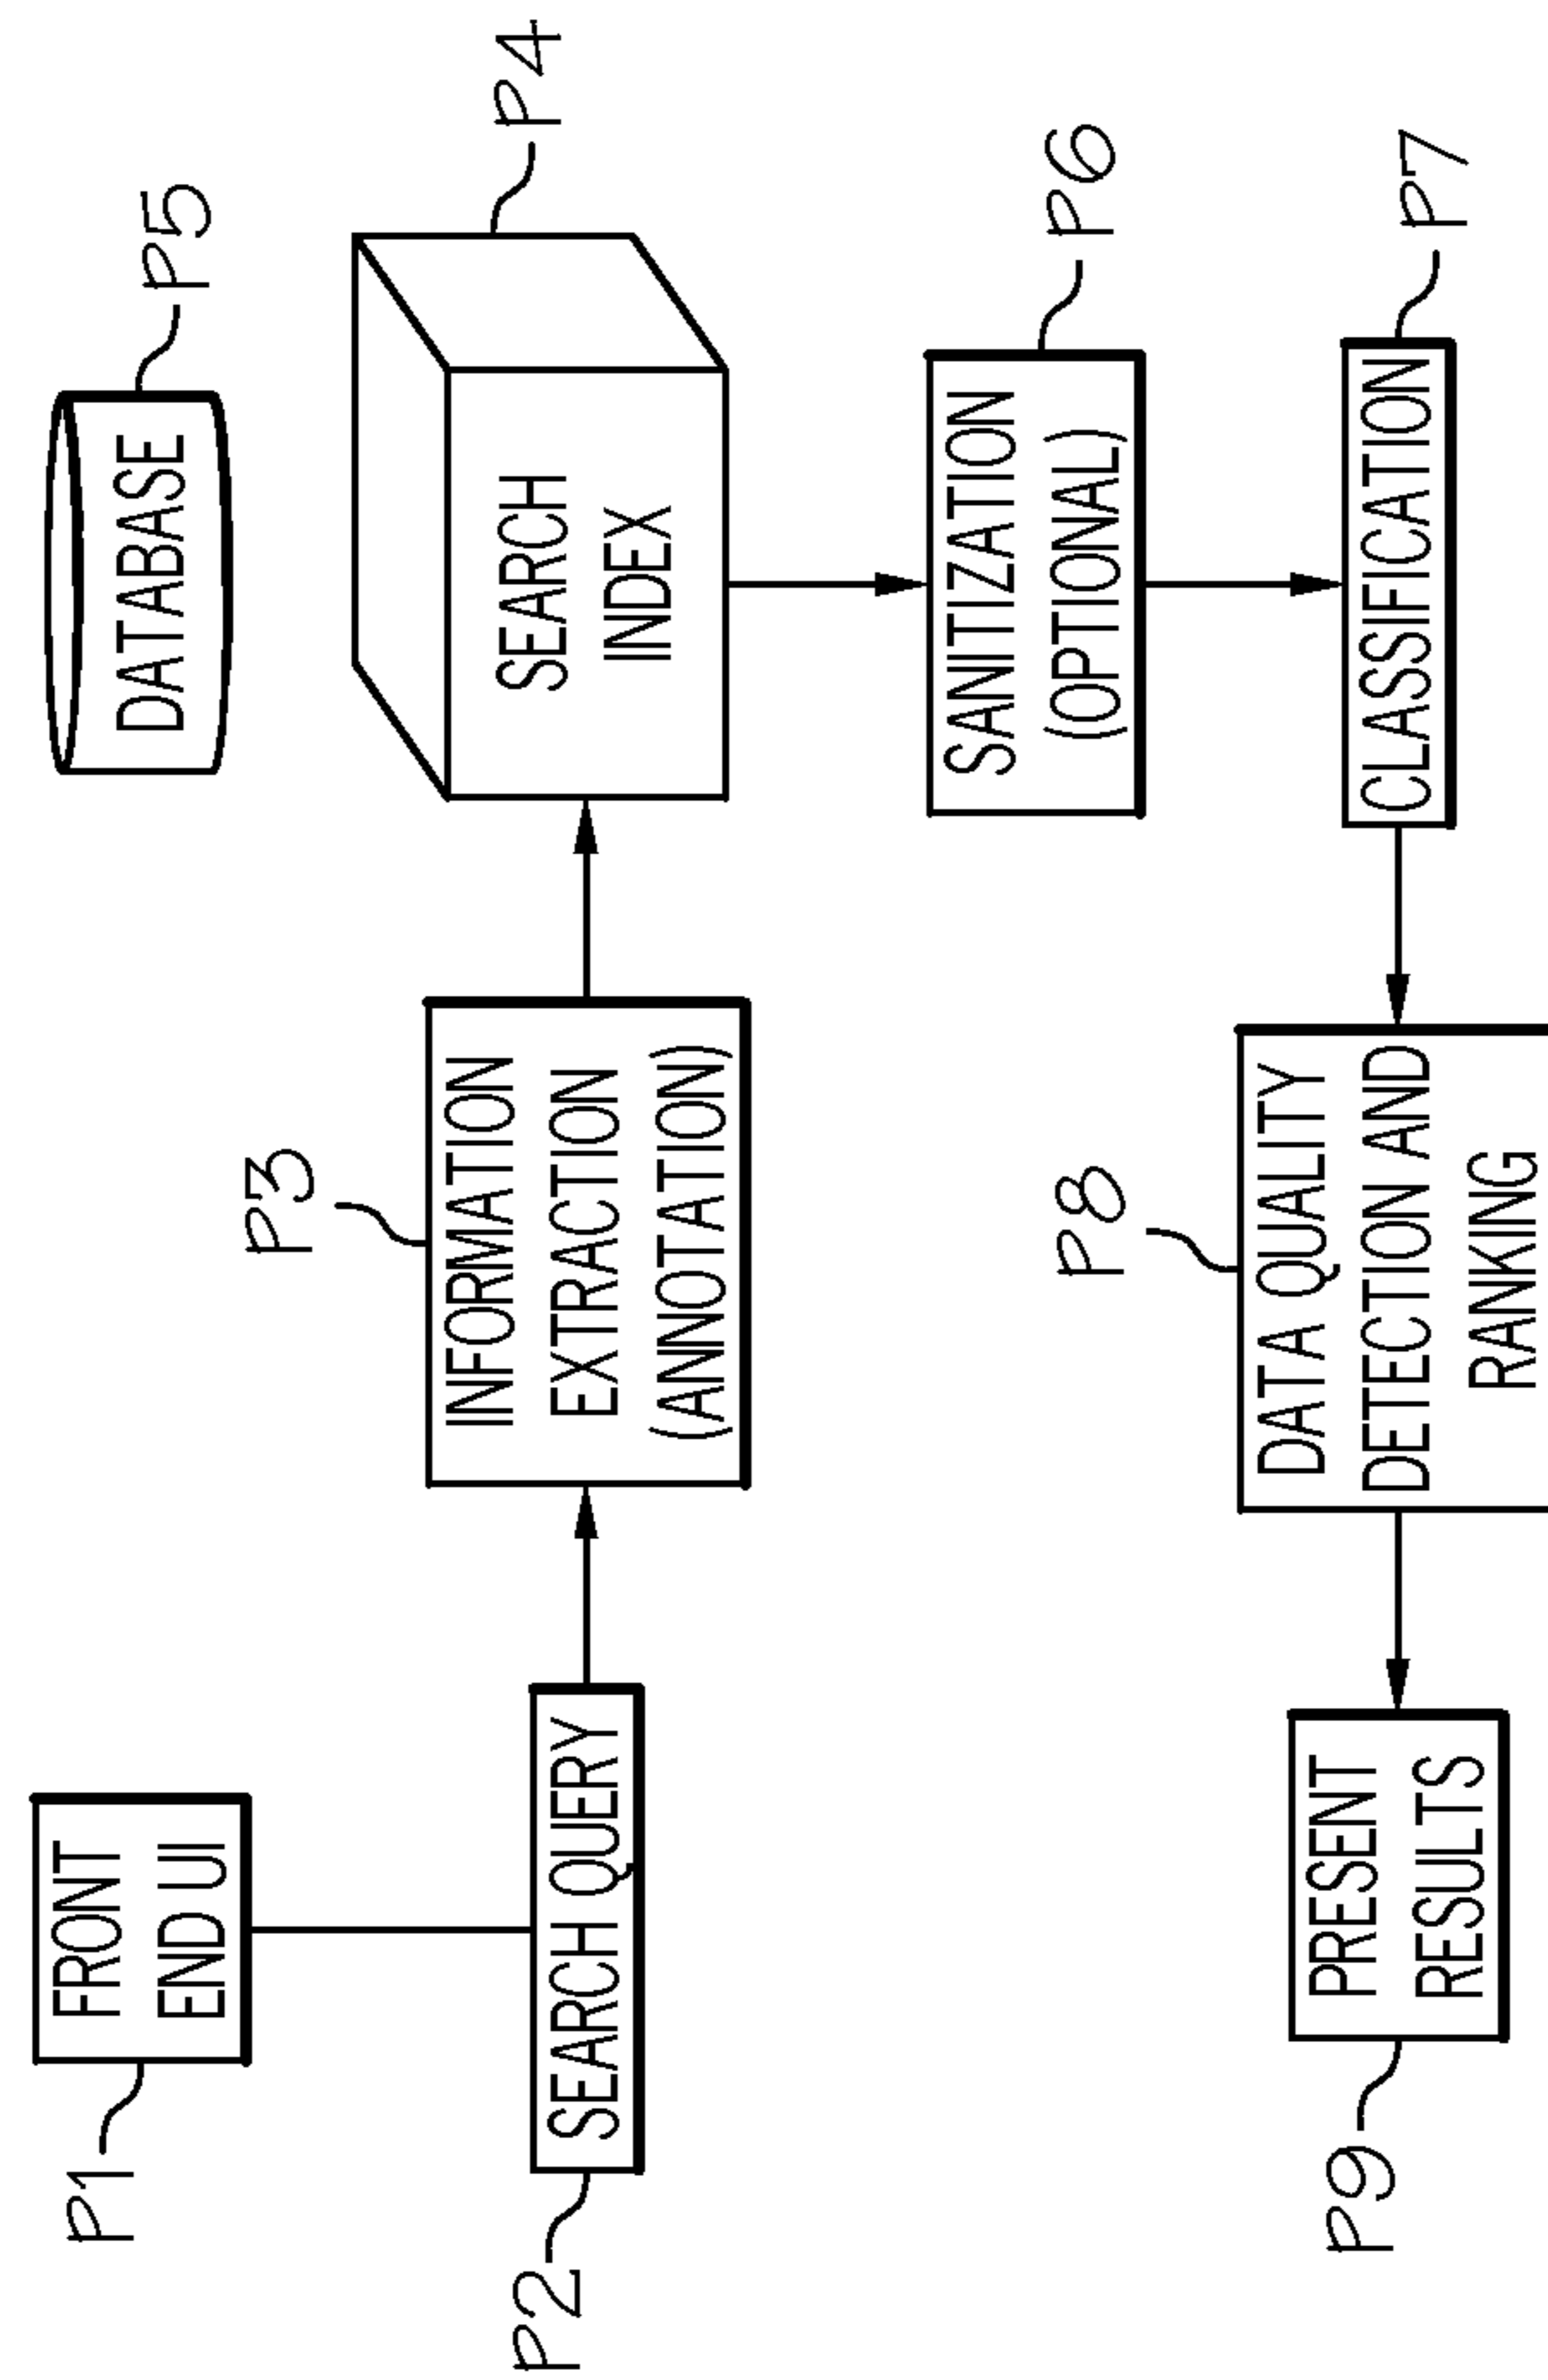 P1
FRONT
END UI
DATABASE
P5
P2
SEARCH QUERY
P3
INFORMATION
EXTRACTION
(ANNOTATION)
SEARCH
INDEX
P4
SANITIZATION
(OPTIONAL)
P6
CLASSIFICATION
P7
P8
DATA QUALITY
DETECTION AND
RANKING
P9
PRESENT
RESULTS